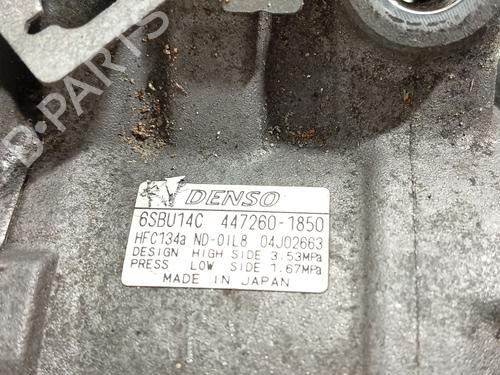 B-PARTS
DENSO
6SBU14C 447260-1850
HFC134a ND-OIL8 04J02663
DESIGN HIGH SIDE 3.53MPa
PRESS LOW SIDE 1.67MPa
MADE IN JAPAN